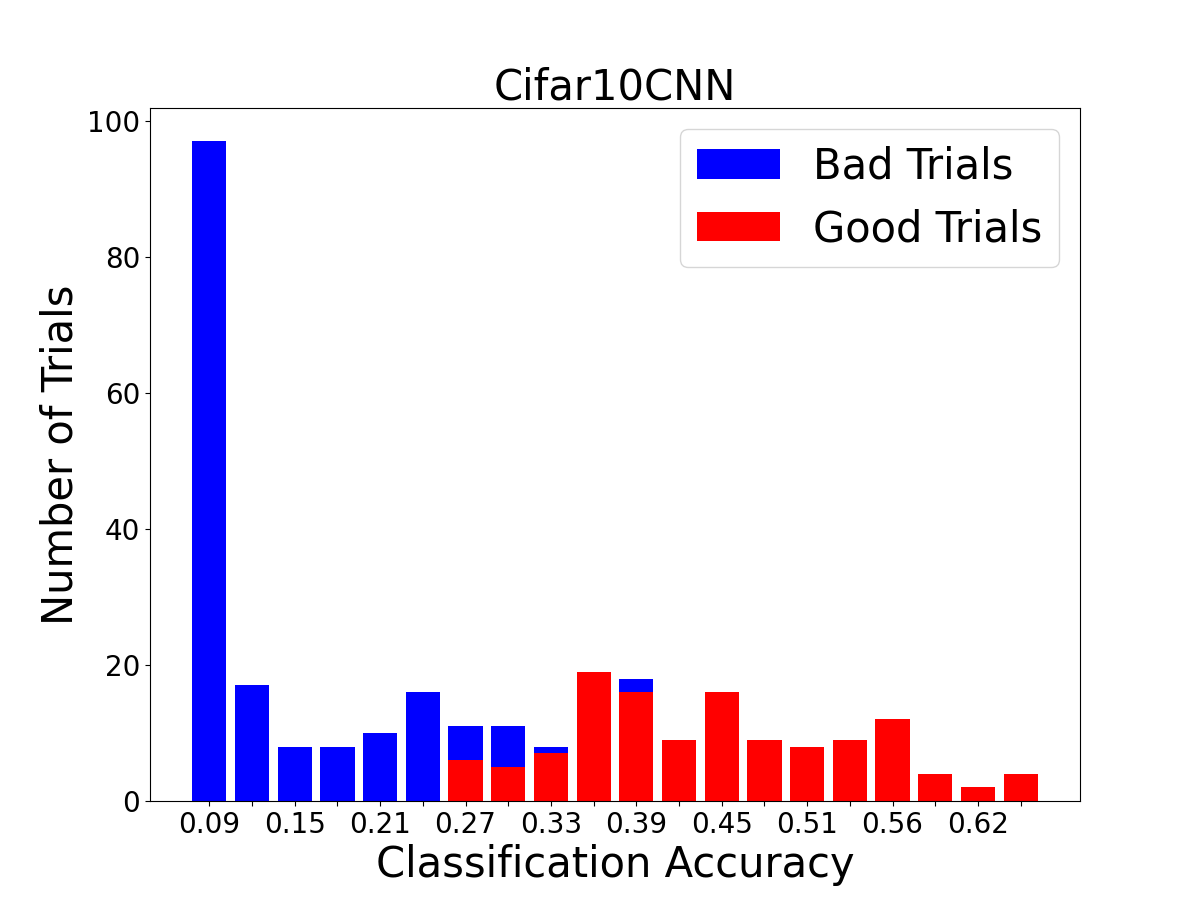 Cifar10CNN
Bad Trials
Good Trials
Number of Trials
100
80
60
40
20
0
0.09 0.15 0.21 0.27 0.33 0.39 0.45 0.51 0.56 0.62
Classification Accuracy